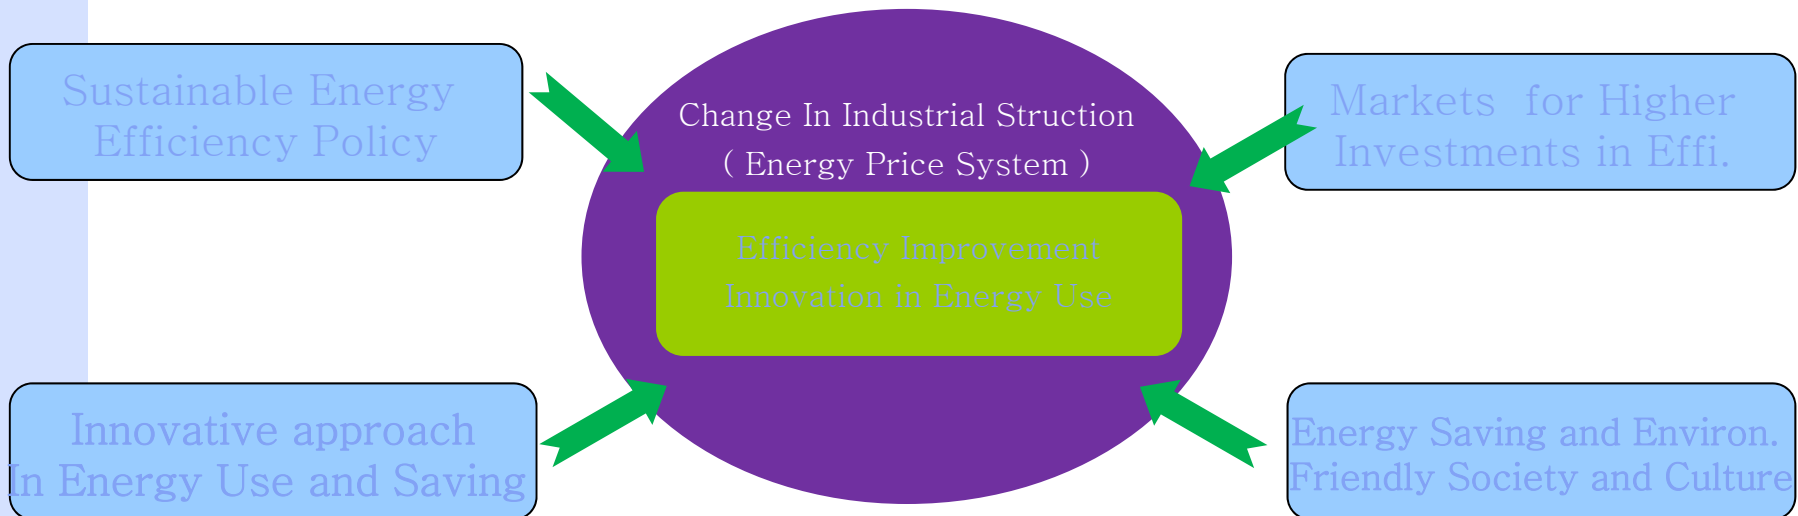 Sustainable Energy
Efficiency Policy
Change In Industrial Struction
( Energy Price System )
Markets for Higher
Investments in Effi.
Efficiency Improvement
Innovation in Energy Use
Innovative approach
In Energy Use and Saving
Energy Saving and Environ.
Friendly Society and Culture